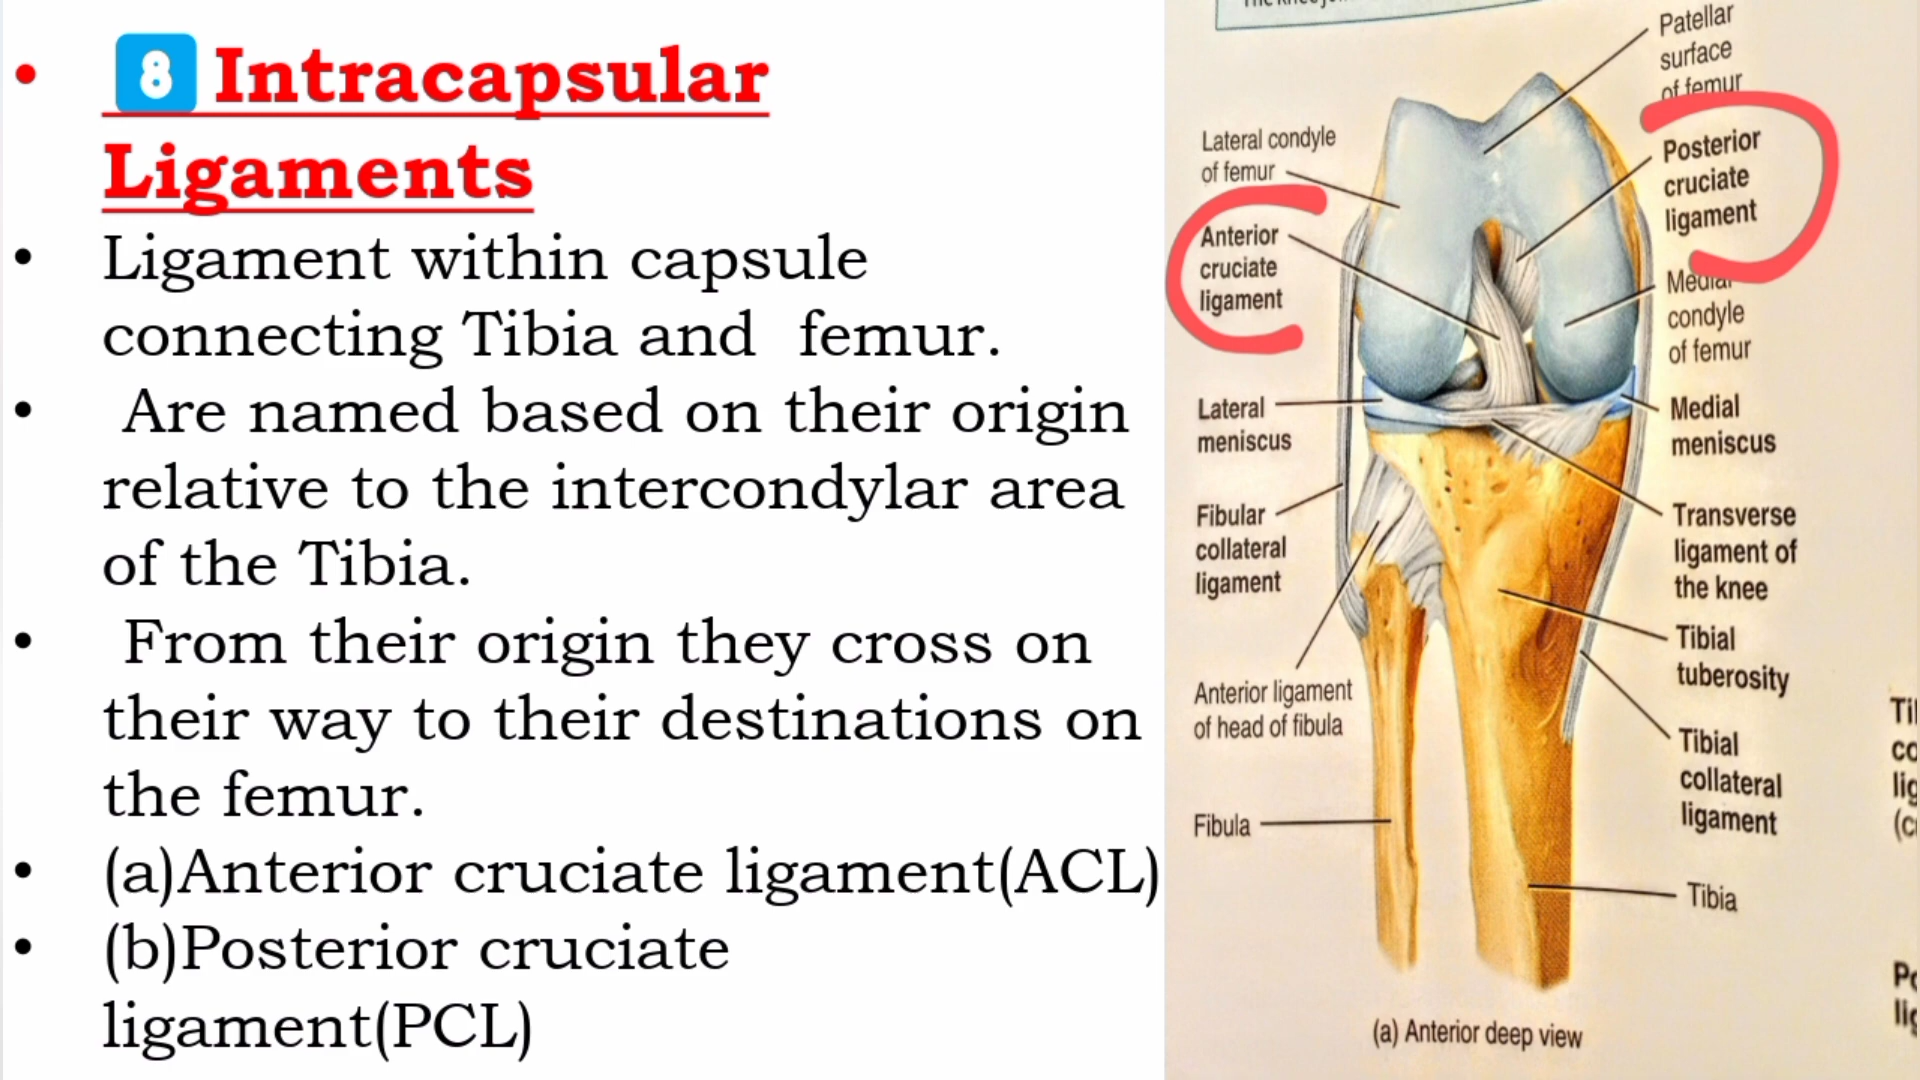 • 8 Intracapsular
Ligaments
• Ligament within capsule
connecting Tibia and femur.
• Are named based on their origin
relative to the intercondylar area
of the Tibia.
• From their origin they cross on
their way to their destinations on
the femur.
• (a)Anterior cruciate ligament(ACL)
• (b)Posterior cruciate
ligament(PCL)
Patellar
surface
of femur
Lateral condyle
of femur
Posterior
cruciate
ligament
Anterior
cruciate
ligament
Medial
condyle
of femur
Lateral
meniscus
Medial
meniscus
Fibular
collateral
ligament
Transverse
ligament of
the knee
Tibial
tuberosity
Anterior ligament
of head of fibula
Tibial
collateral
ligament
Fibula
Tibia
(a) Anterior deep view